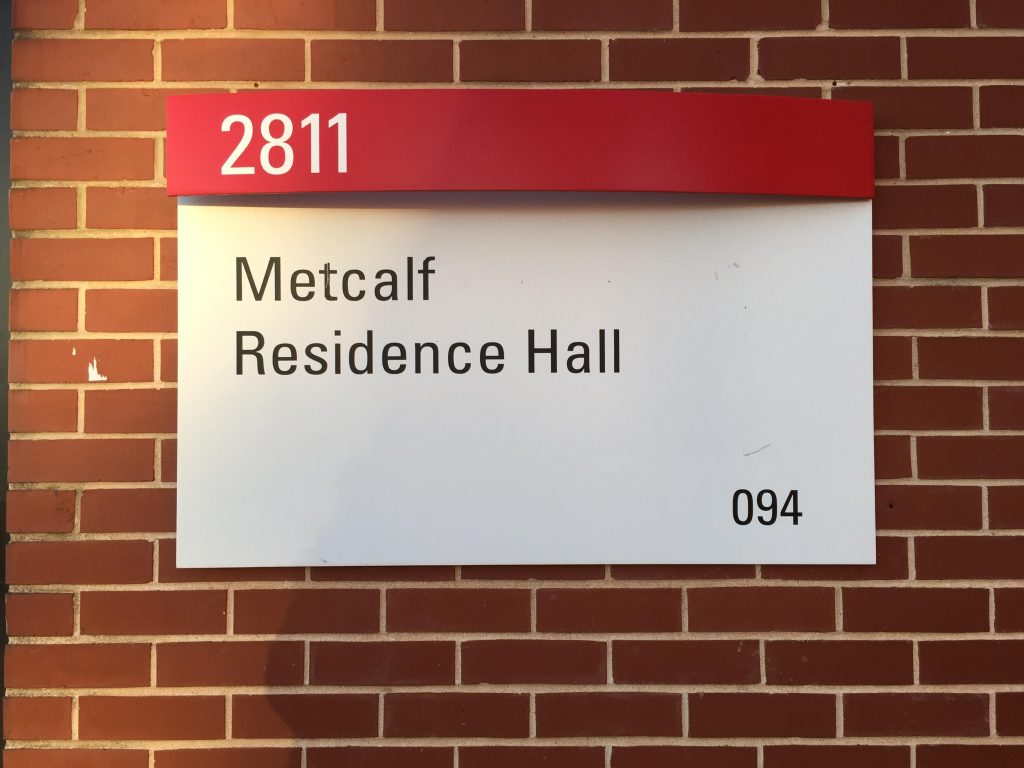 2811
Metcalf
Residence Hall
094